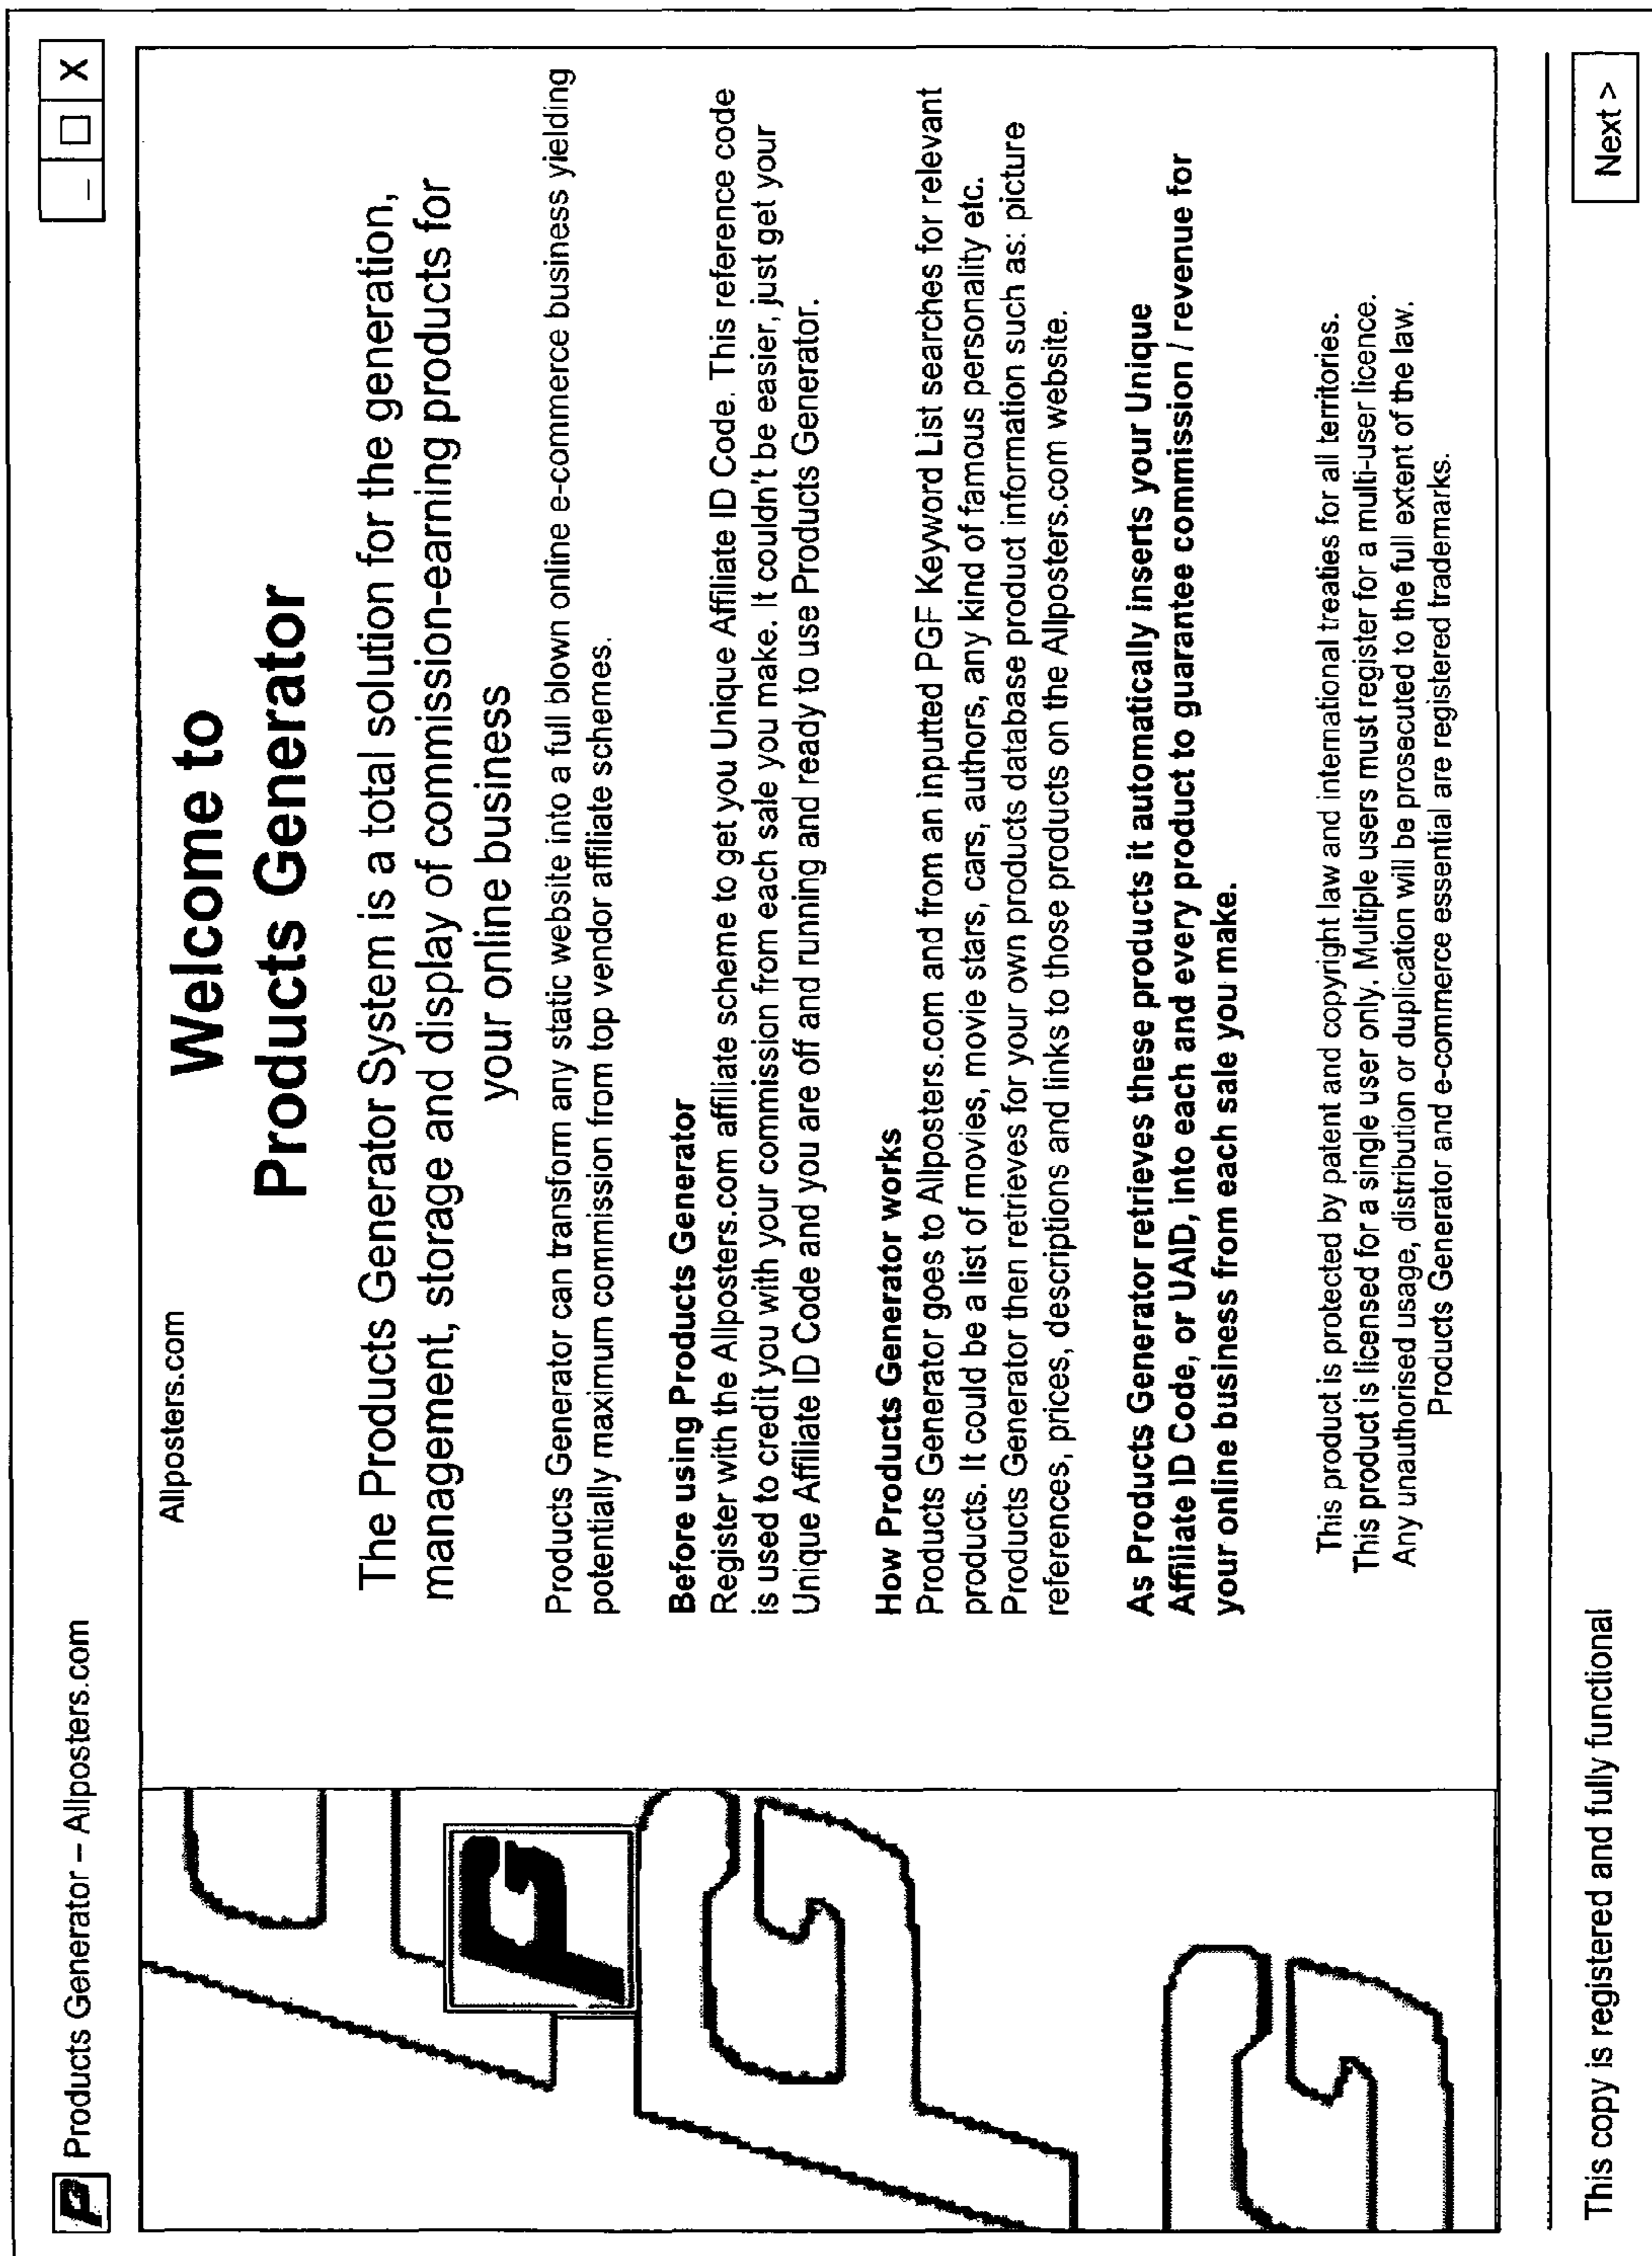 Products Generator – Allposters.com
_ □ X
Allposters.com
Welcome to
Products Generator
The Products Generator System is a total solution for the generation,
management, storage and display of commission-earning products for
your online business
Products Generator can transform any static website into a full blown online e-commerce business yielding
potentially maximum commission from top vendor affiliate schemes.
Before using Products Generator
Register with the Allposters.com affiliate scheme to get you Unique Affiliate ID Code. This reference code
is used to credit you with your commission from each sale you make. It couldn't be easier, just get your
Unique Affiliate ID Code and you are off and running and ready to use Products Generator.
How Products Generator works
Products Generator goes to Allposters.com and from an inputted PGF Keyword List searches for relevant
products. It could be a list of movies, movie stars, cars, authors, any kind of famous personality etc.
Products Generator then retrieves for your own products database product information such as: picture
references, prices, descriptions and links to those products on the Allposters.com website.
As Products Generator retrieves these products it automatically inserts your Unique
Affiliate ID Code, or UAID, into each and every product to guarantee commission / revenue for
your online business from each sale you make.
This product is protected by patent and copyright law and international treaties for all territories.
This product is licensed for a single user only. Multiple users must register for a multi-user licence.
Any unauthorised usage, distribution or duplication will be prosecuted to the full extent of the law.
Products Generator and e-commerce essential are registered trademarks.
PG
This copy is registered and fully functional
Next >